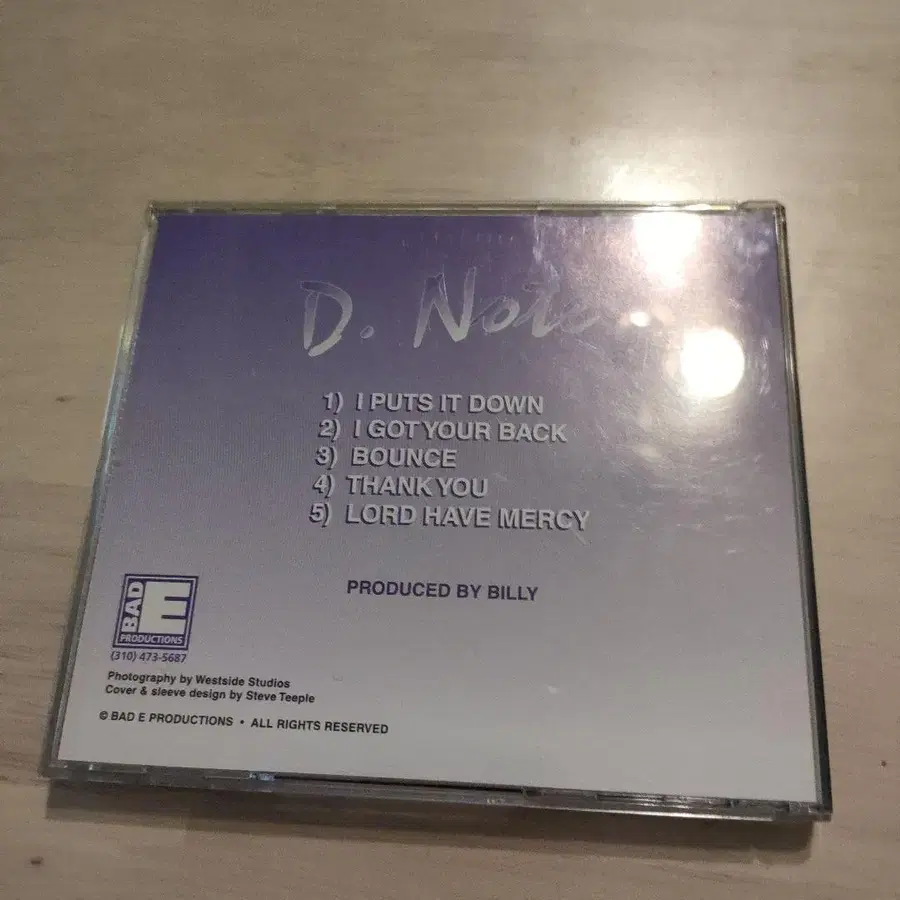 D. Note
1) I PUTS IT DOWN
2) I GOT YOUR BACK
3) BOUNCE
4) THANK YOU
5) LORD HAVE MERCY
PRODUCED BY BILLY
BAD E
PRODUCTIONS
(310) 473-5687
Photography by Westside Studios
Cover & sleeve design by Steve Teeple
© BAD E PRODUCTIONS • ALL RIGHTS RESERVED